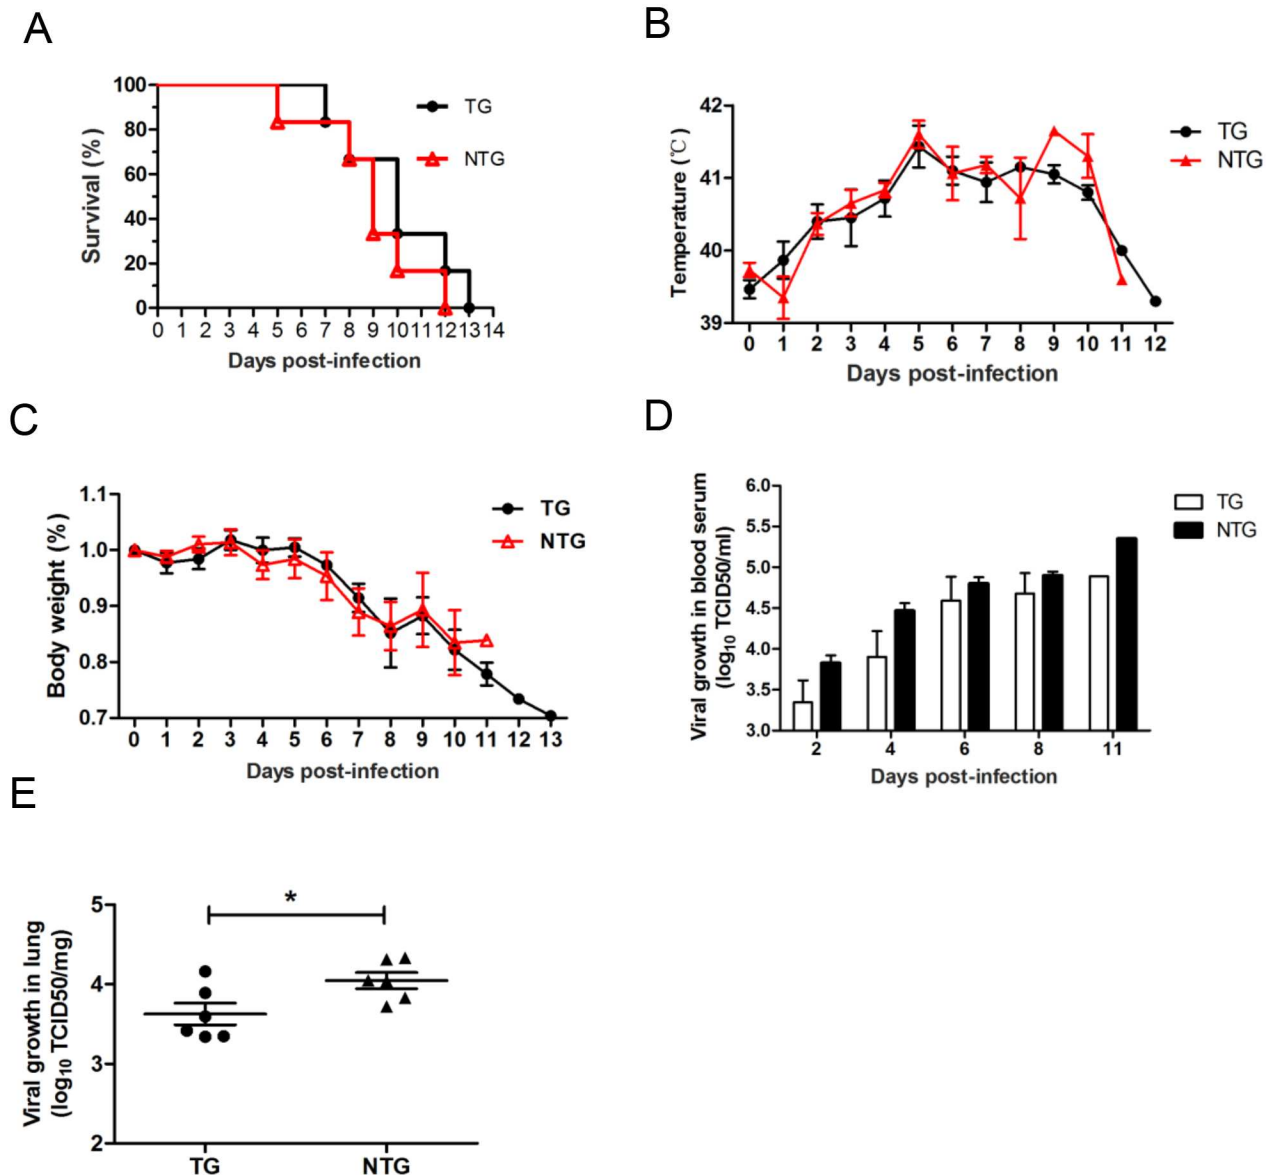 A
Survival (%)
100
80
60
40
20
0
0 1 2 3 4 5 6 7 8 9 10 11 12 13 14
Days post-infection
TG
NTG
B
Temperature (℃)
42
41
40
39
0 1 2 3 4 5 6 7 8 9 10 11 12
Days post-infection
TG
NTG
C
Body weight (%)
1.1
1.0
0.9
0.8
0.7
0 1 2 3 4 5 6 7 8 9 10 11 12 13
Days post-infection
TG
NTG
D
Viral growth in blood serum
(log10 TCID50/ml)
6.0
5.5
5.0
4.5
4.0
3.5
3.0
2 4 6 8 11
Days post-infection
TG
NTG
E
Viral growth in lung
(log10 TCID50/mg)
5
4
3
2
*
TG NTG